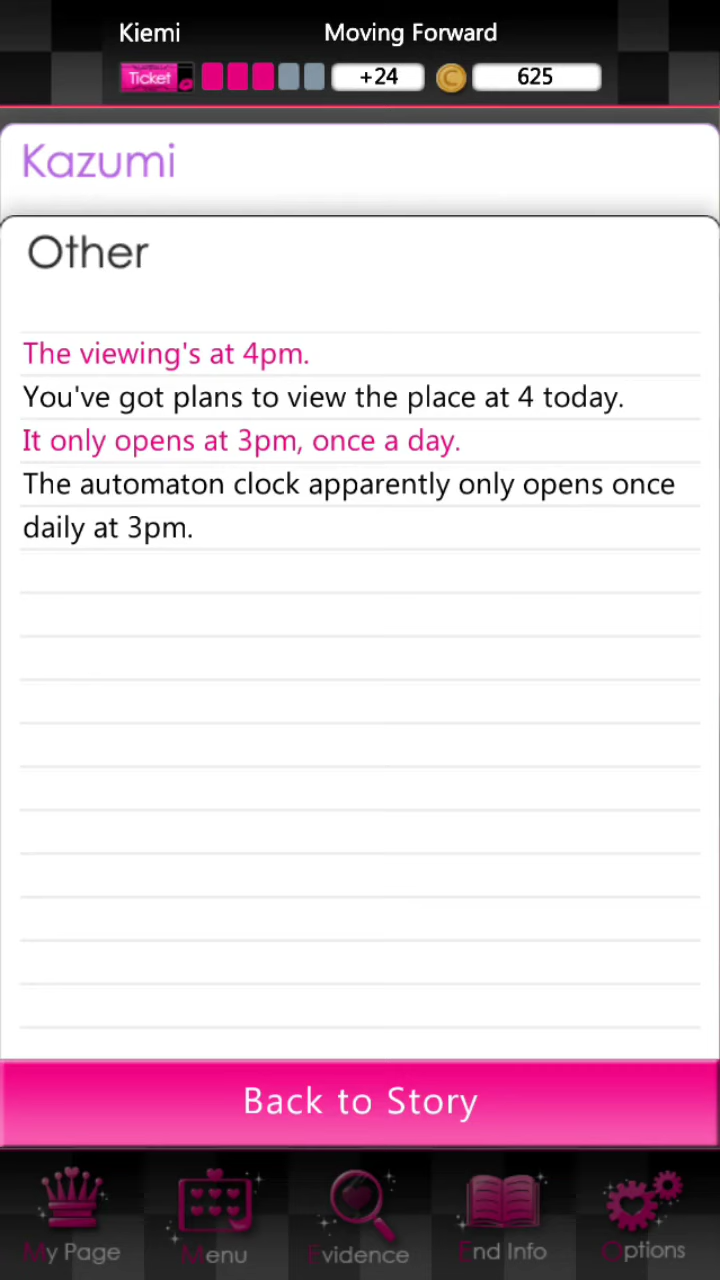 Kiemi Moving Forward
Ticket +24 C 625
Kazumi
Other
The viewing's at 4pm.
You've got plans to view the place at 4 today.
It only opens at 3pm, once a day.
The automaton clock apparently only opens once
daily at 3pm.
Back to Story
My Page Menu Evidence End Info Options